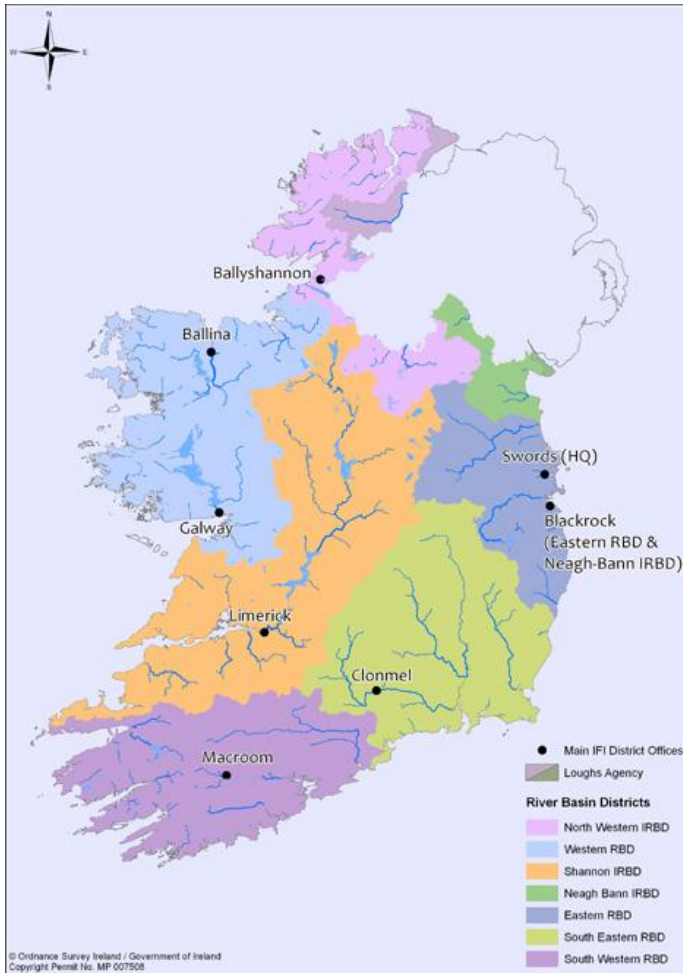 N
W
E
S
Ballyshannon
Ballina
Swords (HQ)
Galway
Blackrock
(Eastern RBD &
Neagh-Bann IRBD)
Limerick
Clonmel
Macroom
Main IFI District Offices
Loughs Agency
River Basin Districts
North Western IRBD
Western RBD
Shannon IRBD
Neagh Bann IRBD
Eastern RBD
South Eastern RBD
South Western RBD
© Ordnance Survey Ireland / Government of Ireland
Copyright Permit No. MP 007508